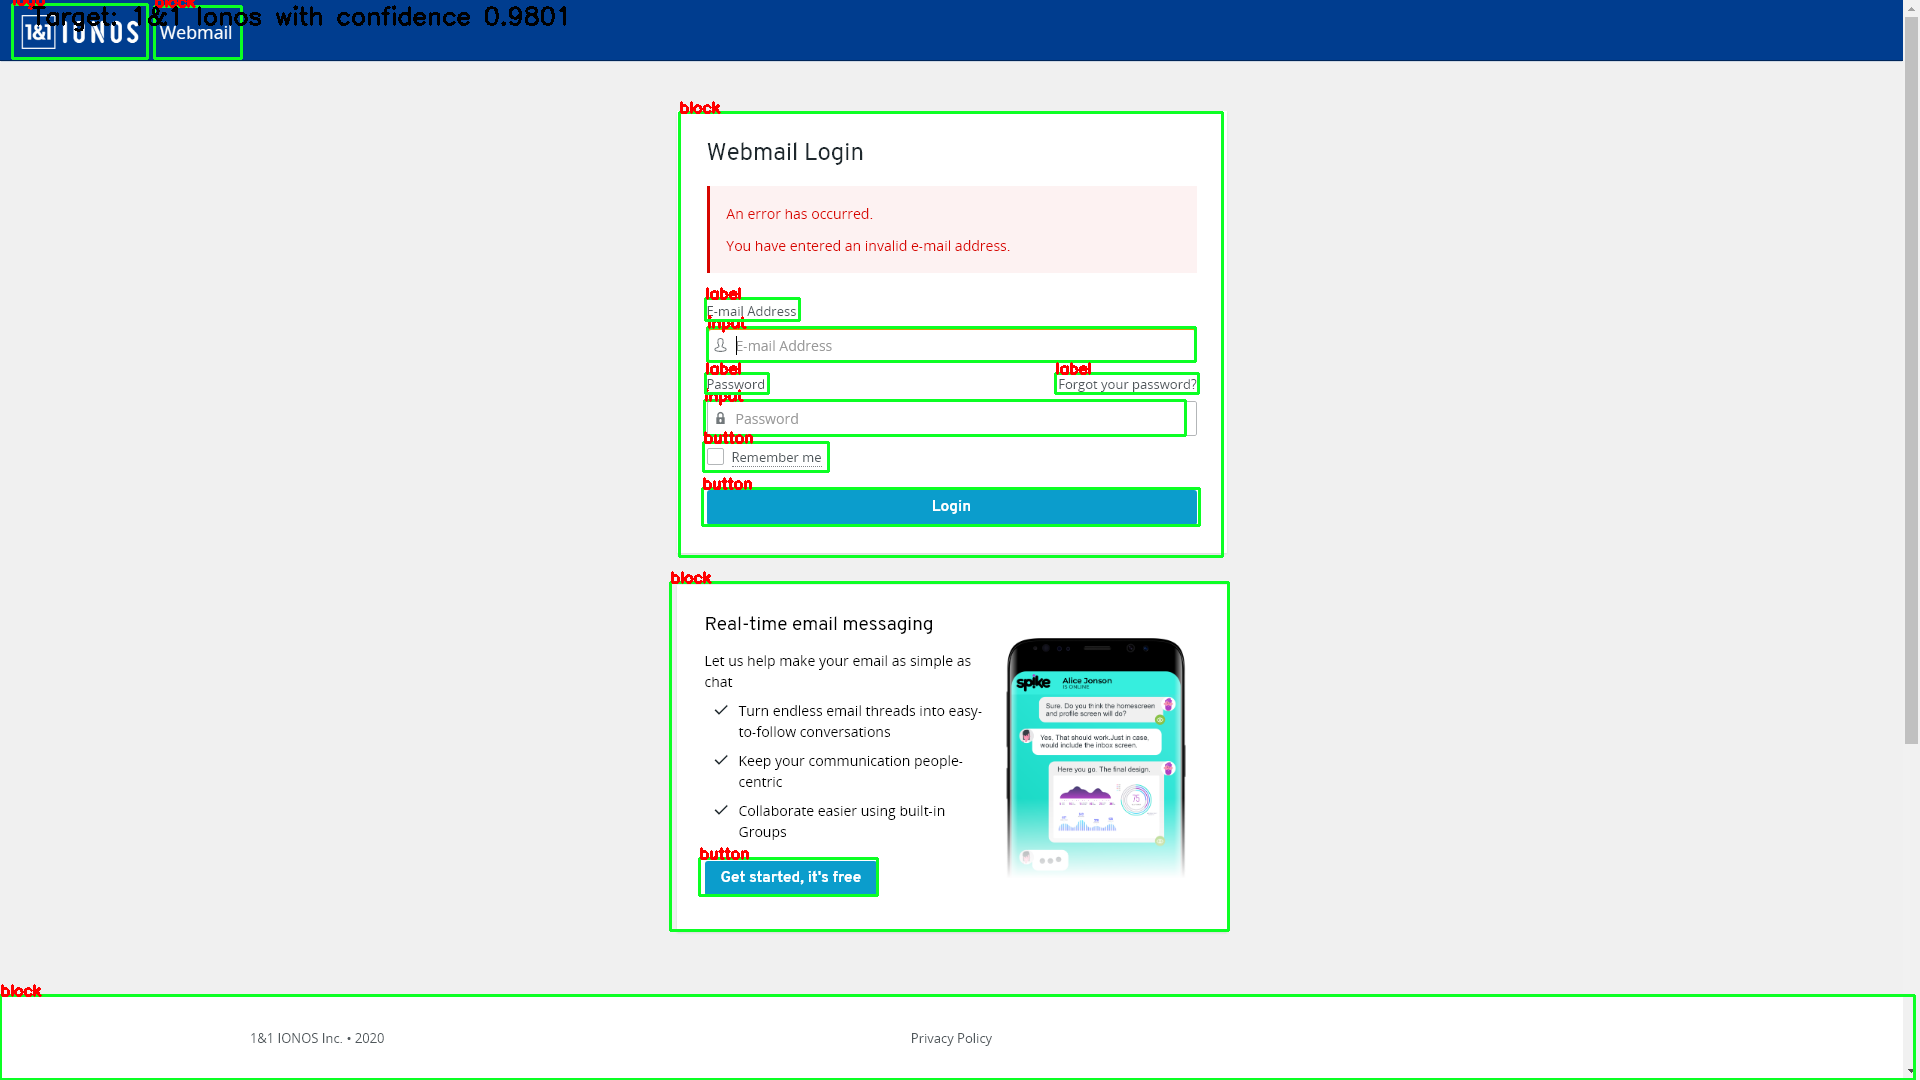 logo
block
Target: 1&1 Ionos with confidence 0.9801
1&1 IONOS
Webmail
block
Webmail Login
An error has occurred.
You have entered an invalid e-mail address.
label
E-mail Address
input
E-mail Address
label
label
Password
Forgot your password?
input
Password
button
Remember me
button
Login
block
Real-time email messaging
Let us help make your email as simple as
chat
Turn endless email threads into easy-
to-follow conversations
Keep your communication people-
centric
Collaborate easier using built-in
Groups
button
Get started, it's free
spike
Alice Jonson
IS ONLINE
Sure. Do you think the homescreen
and profile screen will do?
Yes. That should work.Just in case,
would include the inbox screen.
Here you go. The final design.
75
block
1&1 IONOS Inc. • 2020
Privacy Policy